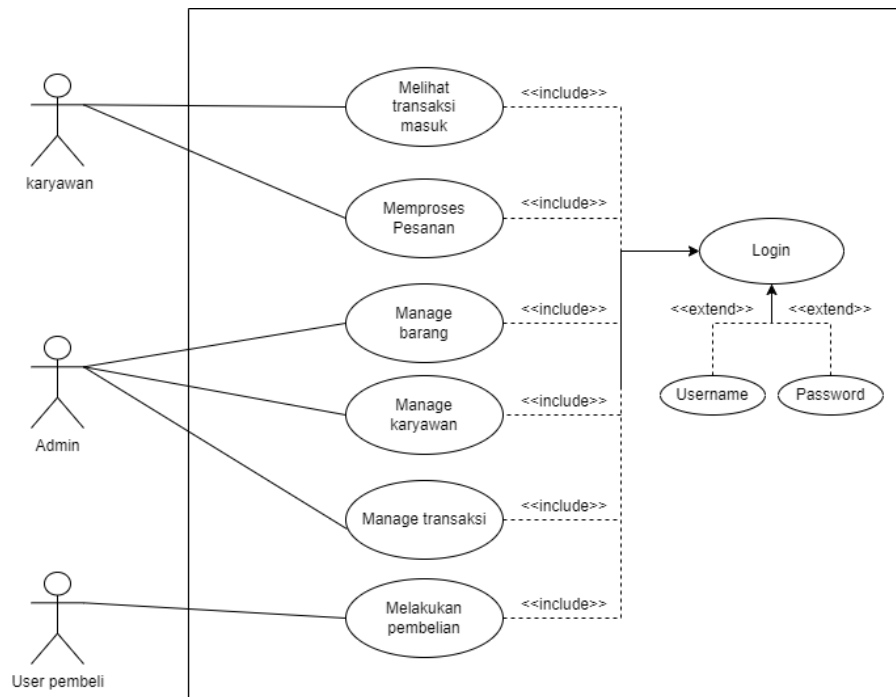 Melihat
transaksi
masuk
<<include>>
karyawan
Memproses
Pesanan
<<include>>
Login
Manage
barang
<<include>>
<<extend>>
<<extend>>
Username
Password
Admin
Manage
karyawan
<<include>>
Manage transaksi
<<include>>
User pembeli
Melakukan
pembelian
<<include>>